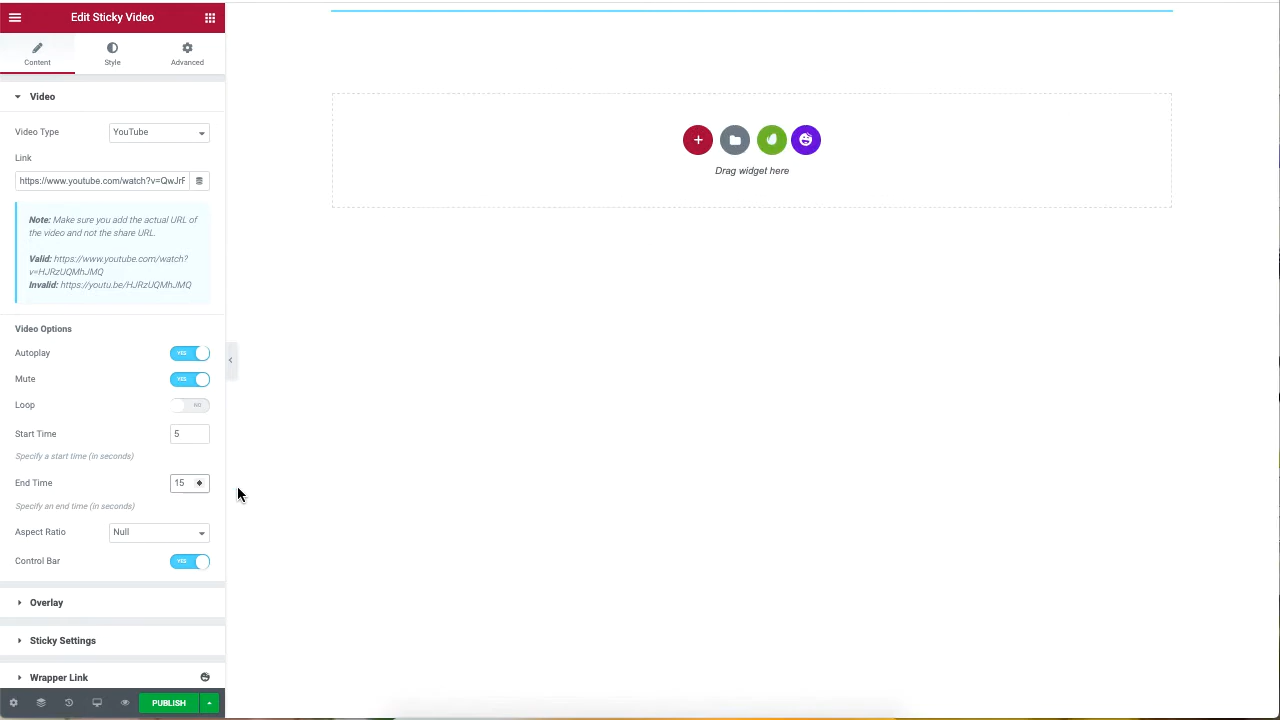 Edit Sticky Video
Content
Style
Advanced
Video
Video Type
YouTube
Link
https://www.youtube.com/watch?v=QwJrF
Note: Make sure you add the actual URL of
the video and not the share URL.
Valid: https://www.youtube.com/watch?
v=HJRzUQMhJMQ
Invalid: https://youtu.be/HJRzUQMhJMQ
Video Options
Autoplay
YES
Mute
YES
Loop
NO
Start Time
5
Specify a start time (in seconds)
End Time
15
Specify an end time (in seconds)
Aspect Ratio
Null
Control Bar
YES
Overlay
Sticky Settings
Wrapper Link
PUBLISH
Drag widget here